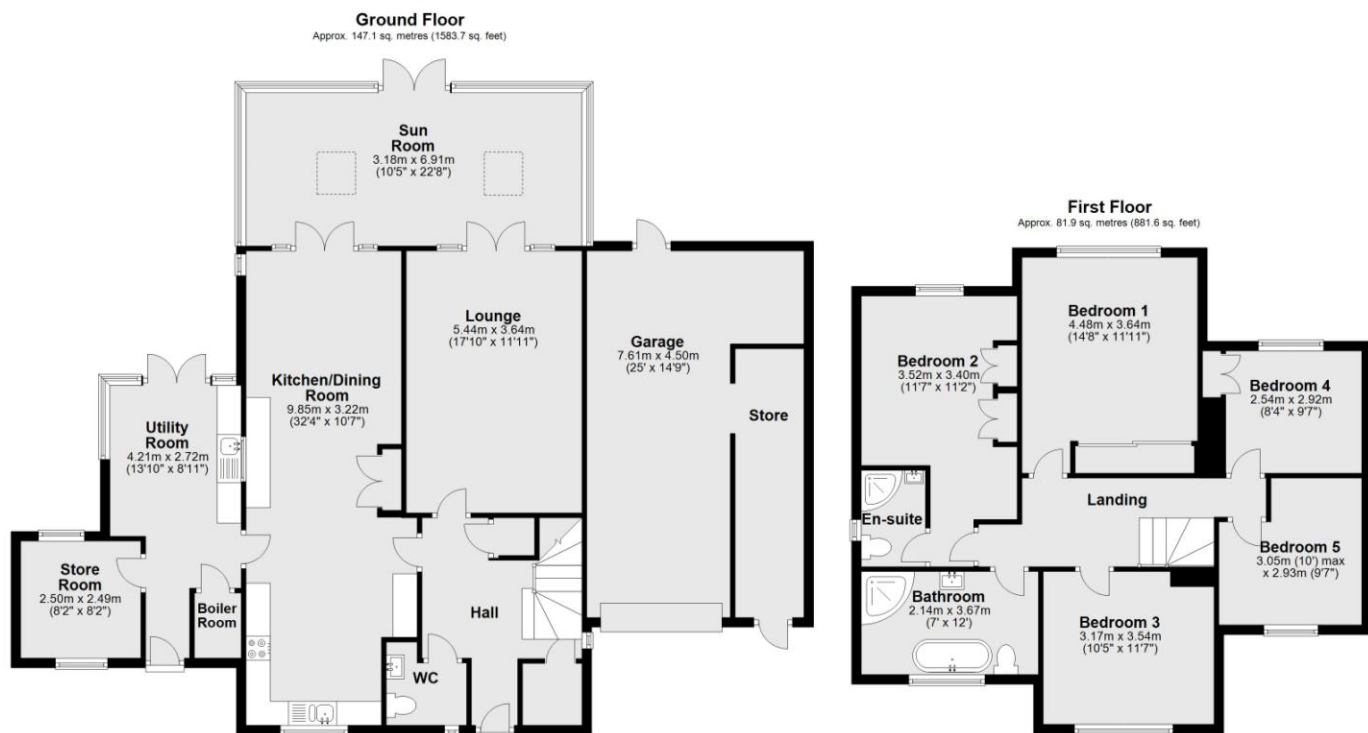 Ground Floor
Approx. 147.1 sq. metres (1583.7 sq. feet)
Sun
Room
3.18m x 6.91m
(10'5" x 22'8")
Lounge
5.44m x 3.64m
(17'10" x 11'11")
Garage
7.61m x 4.50m
(25' x 14'9")
Kitchen/Dining
Room
9.85m x 3.22m
(32'4" x 10'7")
Store
Utility
Room
4.21m x 2.72m
(13'10" x 8'11")
Store
Room
2.50m x 2.49m
(8'2" x 8'2")
Boiler
Room
Hall
WC
First Floor
Approx. 81.9 sq. metres (881.6 sq. feet)
Bedroom 1
4.48m x 3.64m
(14'8" x 11'11")
Bedroom 2
3.52m x 3.40m
(11'7" x 11'2")
Bedroom 4
2.54m x 2.92m
(8'4" x 9'7")
Landing
En-suite
Bedroom 5
3.05m (10') max
x 2.93m (9'7")
Bathroom
2.14m x 3.67m
(7' x 12')
Bedroom 3
3.17m x 3.54m
(10'5" x 11'7")